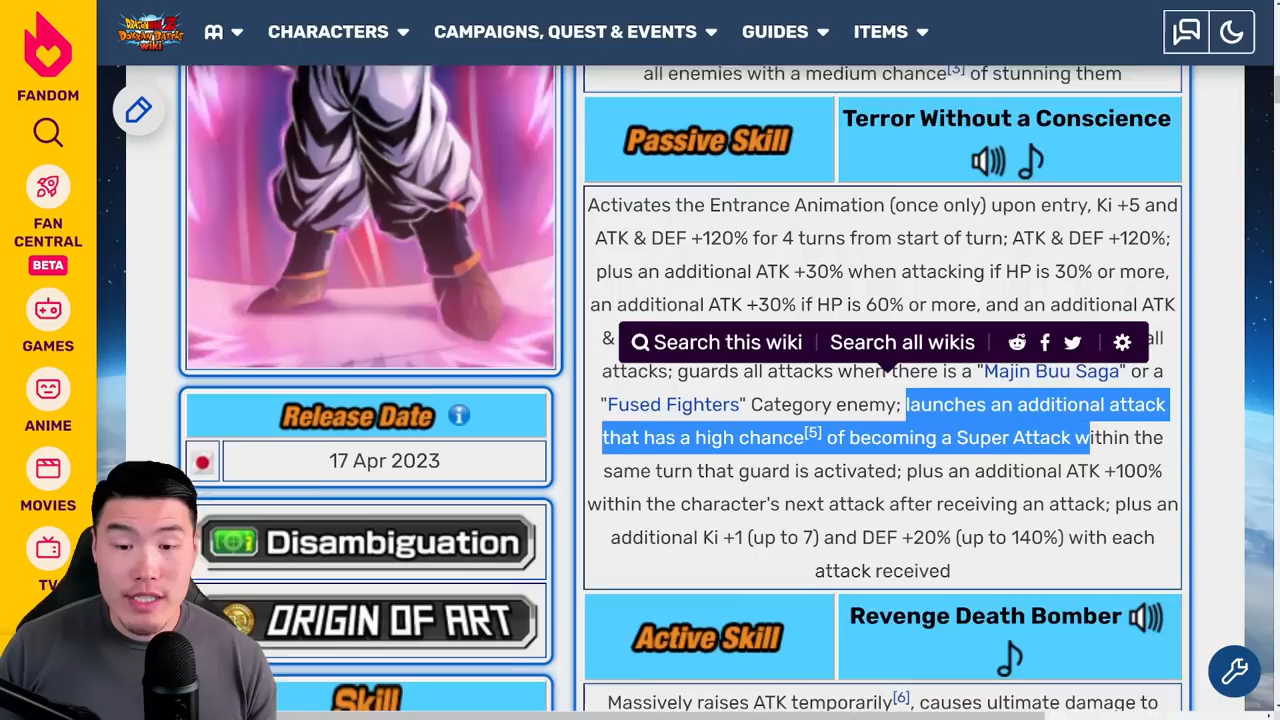 DRAGON BALL Z
DOKKAN BATTLE
WIKI
CHARACTERS
CAMPAIGNS, QUEST & EVENTS
GUIDES
ITEMS
FANDOM
FAN
CENTRAL
BETA
GAMES
ANIME
MOVIES
TV
all enemies with a medium chance[3] of stunning them
Passive Skill
Terror Without a Conscience
Activates the Entrance Animation (once only) upon entry, Ki +5 and
ATK & DEF +120% for 4 turns from start of turn; ATK & DEF +120%;
plus an additional ATK +30% when attacking if HP is 30% or more,
an additional ATK +30% if HP is 60% or more, and an additional ATK
&
all
Search this wiki
Search all wikis
attacks; guards all attacks when there is a "Majin Buu Saga" or a
"Fused Fighters" Category enemy; launches an additional attack
that has a high chance[5] of becoming a Super Attack within the
same turn that guard is activated; plus an additional ATK +100%
within the character's next attack after receiving an attack; plus an
additional Ki +1 (up to 7) and DEF +20% (up to 140%) with each
attack received
Active Skill
Revenge Death Bomber
Massively raises ATK temporarily[6], causes ultimate damage to
Release Date
17 Apr 2023
Disambiguation
ORIGIN OF ART
Skill